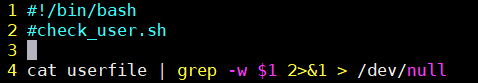 1 #!/bin/bash
2 #check_user.sh
3
4 cat userfile | grep -w $1 2>&1 > /dev/null